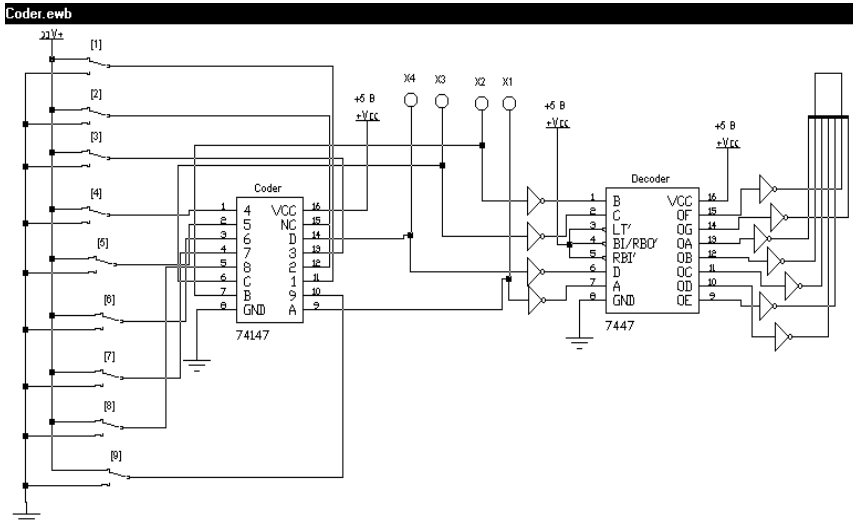 Coder.ewb
[1]
[2]
[3]
[4]
[5]
[6]
[7]
[8]
[9]
X4 X3 X2 X1
+5 В
+Vcc
Coder
1 4 VCC 16
2 5 NC 15
3 6 D 14
4 7 3 13
5 8 2 12
6 C 1 11
7 B 9 10
8 GND A 9
74147
+5 В
+Vcc
Decoder
1 B VCC 16
2 C OF 15
3 LT' OG 14
4 BI/RBO' OA 13
5 RBI' OB 12
6 D OC 11
7 A OD 10
8 GND OE 9
7447
+5 В
+Vcc